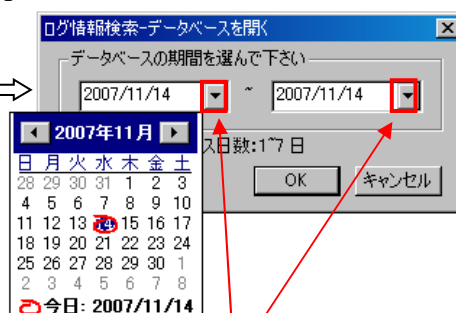 ログ情報検索-データベースを開く
データベースの期間を選んで下さい
2007/11/14 ~ 2007/11/14
ス日数:1~7 日
OK キャンセル
2007年11月
日 月 火 水 木 金 土
28 29 30 31 1 2 3
4 5 6 7 8 9 10
11 12 13 14 15 16 17
18 19 20 21 22 23 24
25 26 27 28 29 30 1
2 3 4 5 6 7 8
今日: 2007/11/14